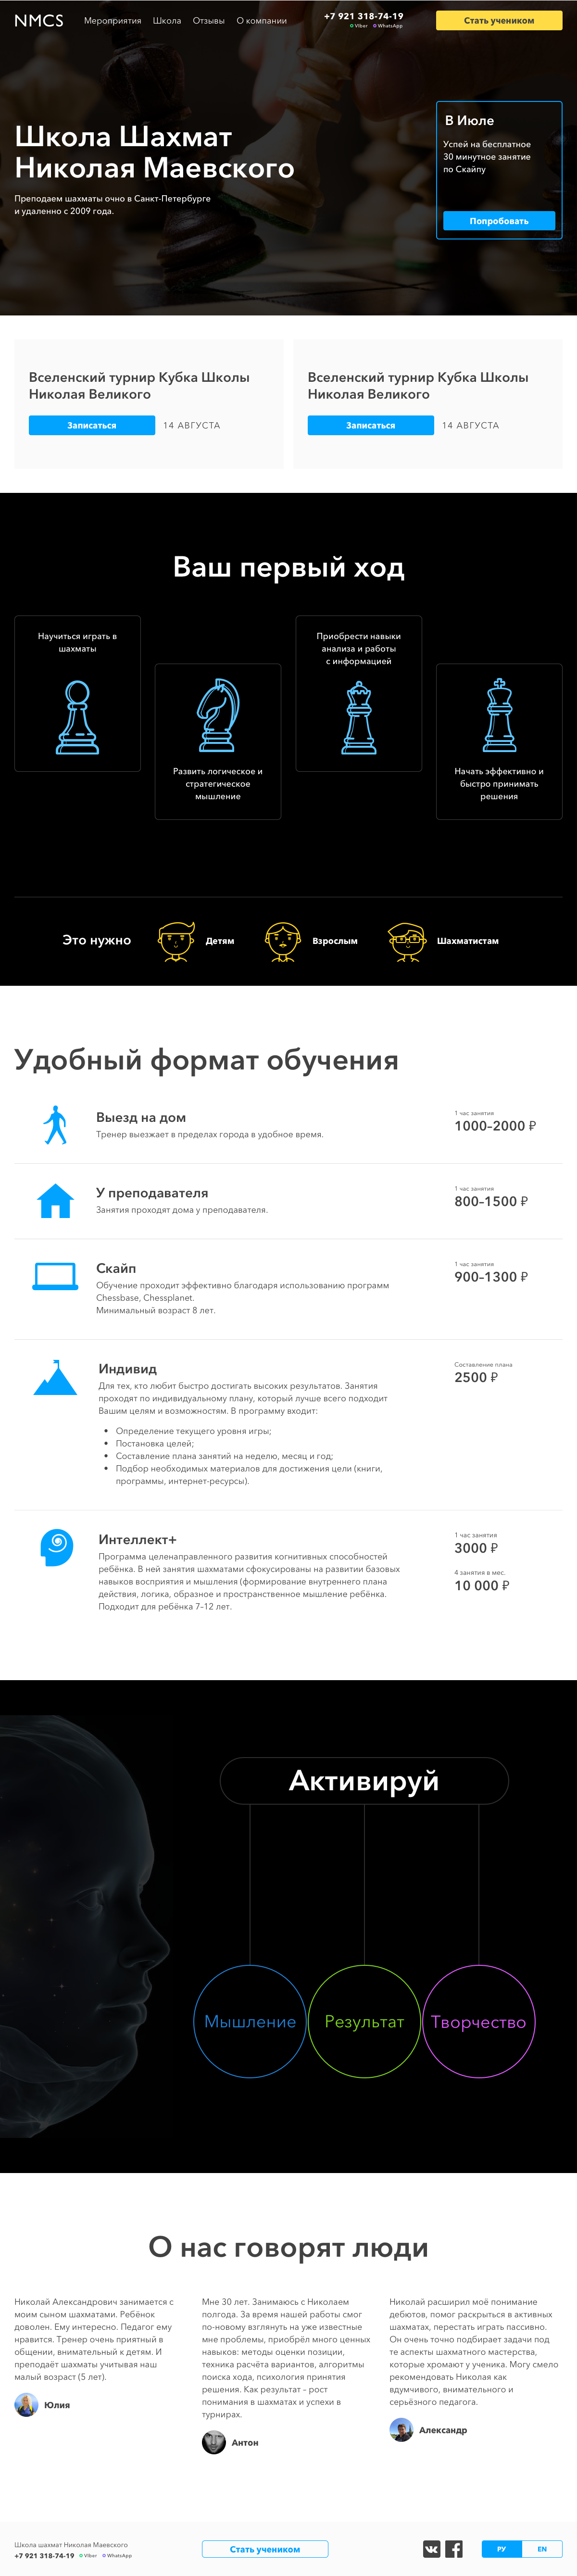 NMCS
Мероприятия Школа Отзывы О компании
+7 921 318-74-19
Viber WhatsApp
Стать учеником
Школа Шахмат
Николая Маевского
Преподаем шахматы очно в Санкт-Петербурге
и удаленно с 2009 года.
В Июле
Успей на бесплатное
30 минутное занятие
по Скайпу
Попробовать
Вселенский турнир Кубка Школы
Николая Великого
Записаться 14 АВГУСТА
Вселенский турнир Кубка Школы
Николая Великого
Записаться 14 АВГУСТА
Ваш первый ход
Научиться играть в
шахматы
Развить логическое и
стратегическое
мышление
Приобрести навыки
анализа и работы
с информацией
Начать эффективно и
быстро принимать
решения
Это нужно Детям Взрослым Шахматистам
Удобный формат обучения
Выезд на дом
Тренер выезжает в пределах города в удобное время.
1 час занятия
1000–2000 ₽
У преподавателя
Занятия проходят дома у преподавателя.
1 час занятия
800–1500 ₽
Скайп
Обучение проходит эффективно благодаря использованию программ
Chessbase, Chessplanet.
Минимальный возраст 8 лет.
1 час занятия
900–1300 ₽
Индивид
Для тех, кто любит быстро достигать высоких результатов. Занятия
проходят по индивидуальному плану, который лучше всего подходит
Вашим целям и возможностям. В программу входит:
• Определение текущего уровня игры;
• Постановка целей;
• Составление плана занятий на неделю, месяц и год;
• Подбор необходимых материалов для достижения цели (книги,
программы, интернет-ресурсы).
Составление плана
2500 ₽
Интеллект+
Программа целенаправленного развития когнитивных способностей
ребёнка. В ней занятия шахматами сфокусированы на развитии базовых
навыков восприятия и мышления (формирование внутреннего плана
действия, логика, образное и пространственное мышление ребёнка.
Подходит для ребёнка 7–12 лет.
1 час занятия
3000 ₽
4 занятия в мес.
10 000 ₽
Активируй
Мышление Результат Творчество
О нас говорят люди
Николай Александрович занимается с
моим сыном шахматами. Ребёнок
доволен. Ему интересно. Педагог ему
нравится. Тренер очень приятный в
общении, внимательный к детям. И
преподаёт шахматы учитывая наш
малый возраст (5 лет).
Юлия
Мне 30 лет. Занимаюсь с Николаем
полгода. За время нашей работы смог
по-новому взглянуть на уже известные
мне проблемы, приобрёл много ценных
навыков: методы оценки позиции,
техника расчёта вариантов, алгоритмы
поиска хода, психология принятия
решения. Как результат – рост
понимания в шахматах и успехи в
турнирах.
Антон
Николай расширил моё понимание
дебютов, помог раскрыться в активных
шахматах, перестать играть пассивно.
Он очень точно подбирает задачи под
те аспекты шахматного мастерства,
которые хромают у ученика. Могу смело
рекомендовать Николая как
вдумчивого, внимательного и
серьёзного педагога.
Александр
Школа шахмат Николая Маевского
+7 921 318-74-19 Viber WhatsApp
Стать учеником
РУ EN